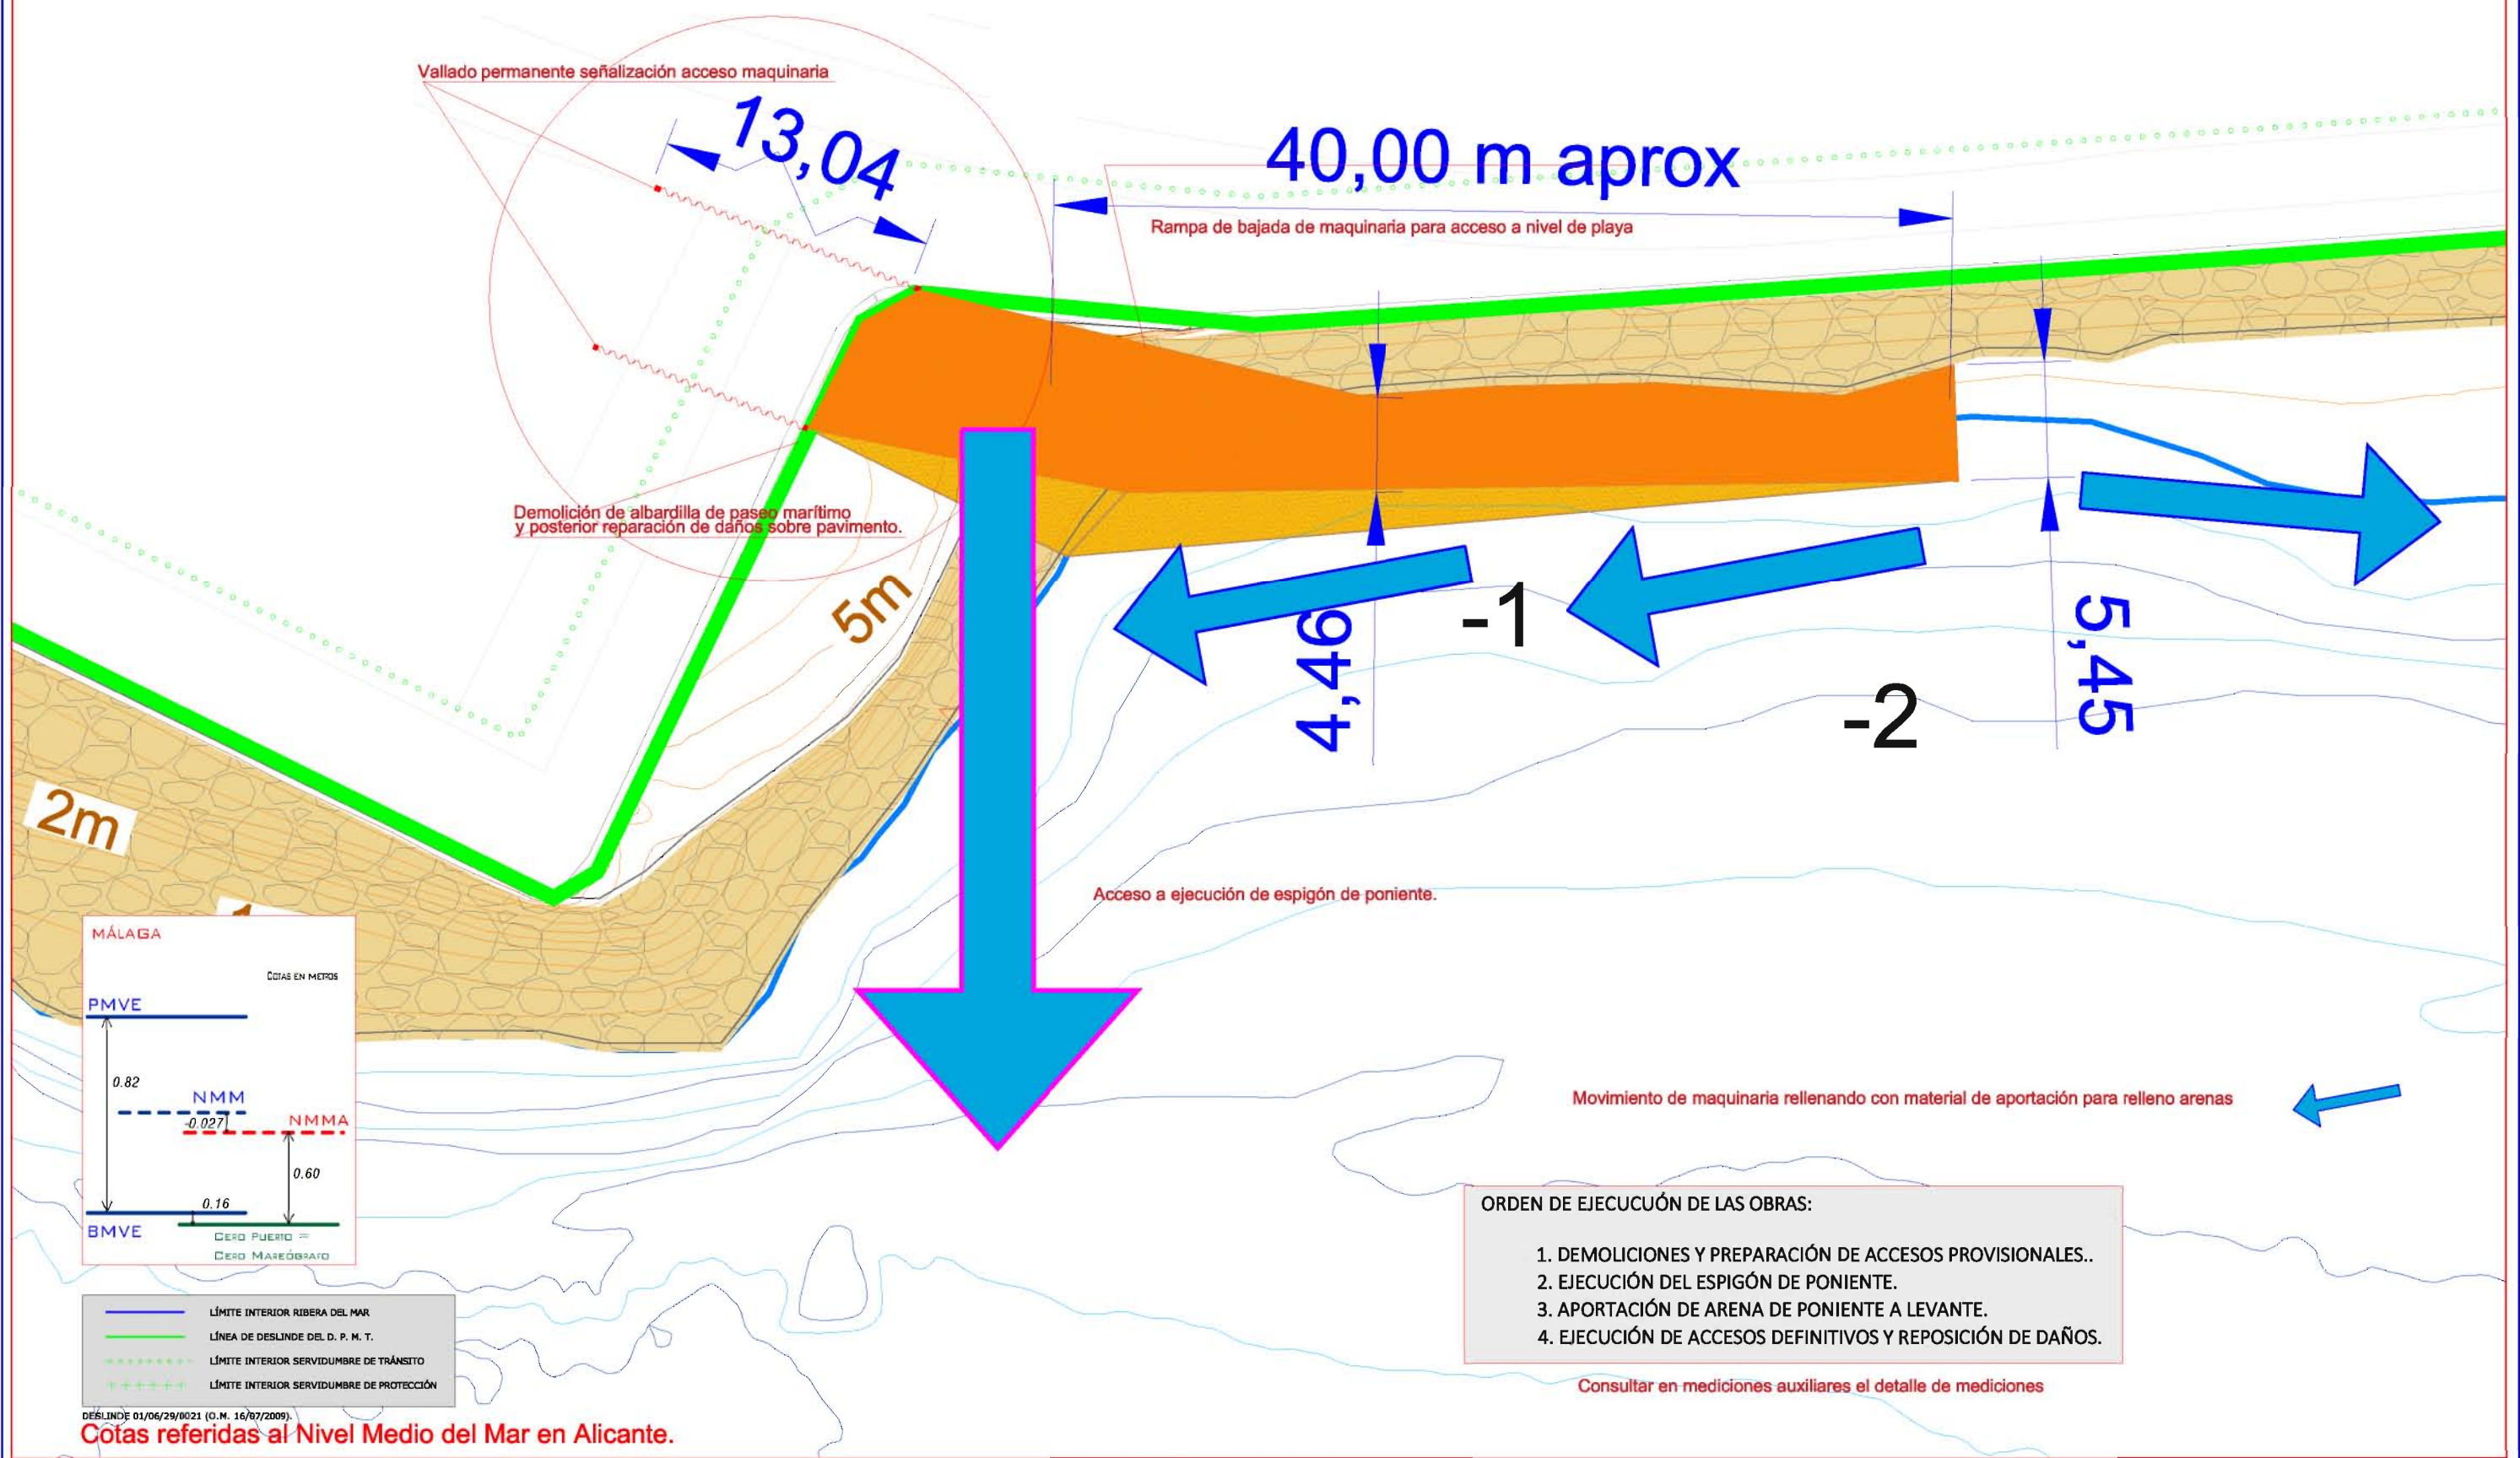 Vallado permanente señalización acceso maquinaria
13,04
40,00 m aprox
Rampa de bajada de maquinaria para acceso a nivel de playa
Demolición de albardilla de paseo marítimo
y posterior reparación de daños sobre pavimento.
5m
4,46
-1
5,45
-2
2m
Acceso a ejecución de espigón de poniente.
MÁLAGA
COTAS EN METROS
PMVE
0.82
NMM
-0.027
NMMA
0.60
0.16
BMVE
CERO PUERTO =
CERO MAREÓGRAFO
Movimiento de maquinaria rellenando con material de aportación para relleno arenas
ORDEN DE EJECUCUÓN DE LAS OBRAS:
1. DEMOLICIONES Y PREPARACIÓN DE ACCESOS PROVISIONALES..
2. EJECUCIÓN DEL ESPIGÓN DE PONIENTE.
3. APORTACIÓN DE ARENA DE PONIENTE A LEVANTE.
4. EJECUCIÓN DE ACCESOS DEFINITIVOS Y REPOSICIÓN DE DAÑOS.
Consultar en mediciones auxiliares el detalle de mediciones
LÍMITE INTERIOR RIBERA DEL MAR
LÍNEA DE DESLINDE DEL D. P. M. T.
LÍMITE INTERIOR SERVIDUMBRE DE TRÁNSITO
LÍMITE INTERIOR SERVIDUMBRE DE PROTECCIÓN
DESLINDE 01/06/29/0021 (O.M. 16/07/2009).
Cotas referidas al Nivel Medio del Mar en Alicante.